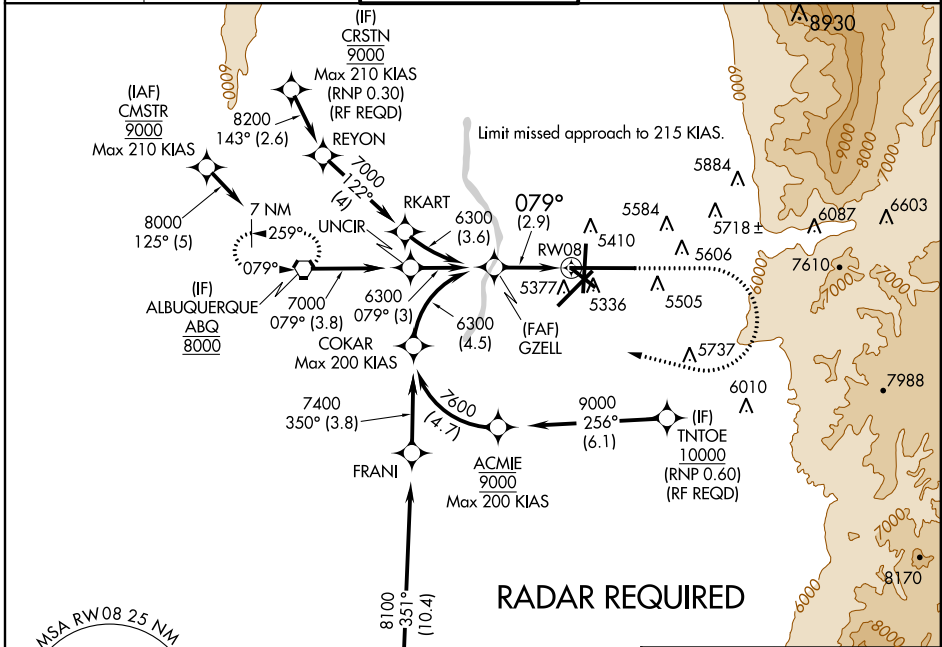 (IF)
CRSTN
9000
Max 210 KIAS
(RNP 0.30)
(RF REQD)
8930
6000
(IAF)
CMSTR
9000
Max 210 KIAS
8200
143° (2.6)
REYON
Limit missed approach to 215 KIAS.
9000
8000
7000
7000
122°
(4)
5884
8000
125° (5)
7 NM
259°
UNCIR
RKART
6300
(3.6)
079°
(2.9)
5584
5718±
6087
6603
5410
RW08
5606
079°
7610
6000
7000
(IF)
ALBUQUERQUE
ABQ
8000
7000
079° (3.8)
6300
079° (3)
5377
5336
5505
6300
(4.5)
(FAF)
GZELL
COKAR
Max 200 KIAS
5737
7988
6010
7400
350° (3.8)
7600
(4.7)
9000
256°
(6.1)
(IF)
TNTOE
10000
(RNP 0.60)
(RF REQD)
FRANI
ACMIE
9000
Max 200 KIAS
7000
8170
8100
351°
(10.4)
RADAR REQUIRED
6000
8000
MSA RW08 25 NM